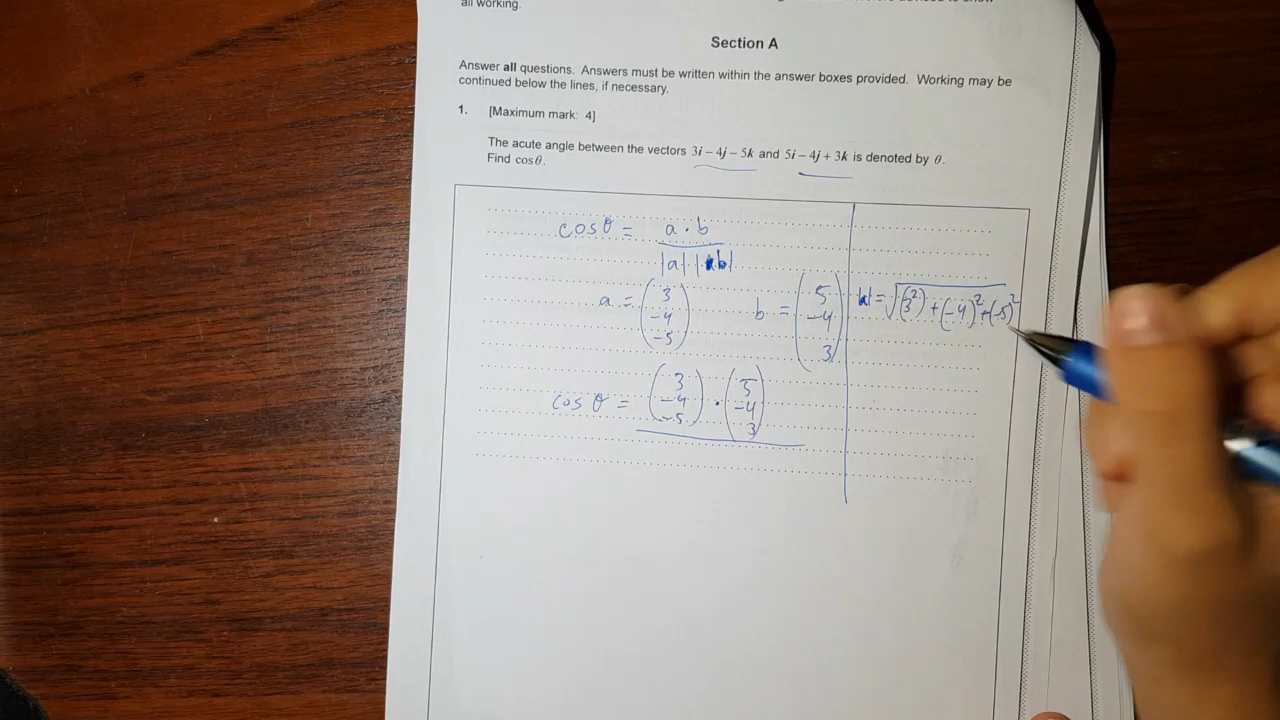 all working.
Section A
Answer all questions. Answers must be written within the answer boxes provided. Working may be
continued below the lines, if necessary.
1. [Maximum mark: 4]
The acute angle between the vectors 3i − 4j − 5k and 5i − 4j + 3k is denoted by θ.
Find cosθ.
cosθ = a · b
|a| |b|
a = (3 −4 −5) b = (5 −4 3) |a| = √(3²) + (−4)² + (−5)²
cos θ = (3 −4 −5) · (5 −4 3)